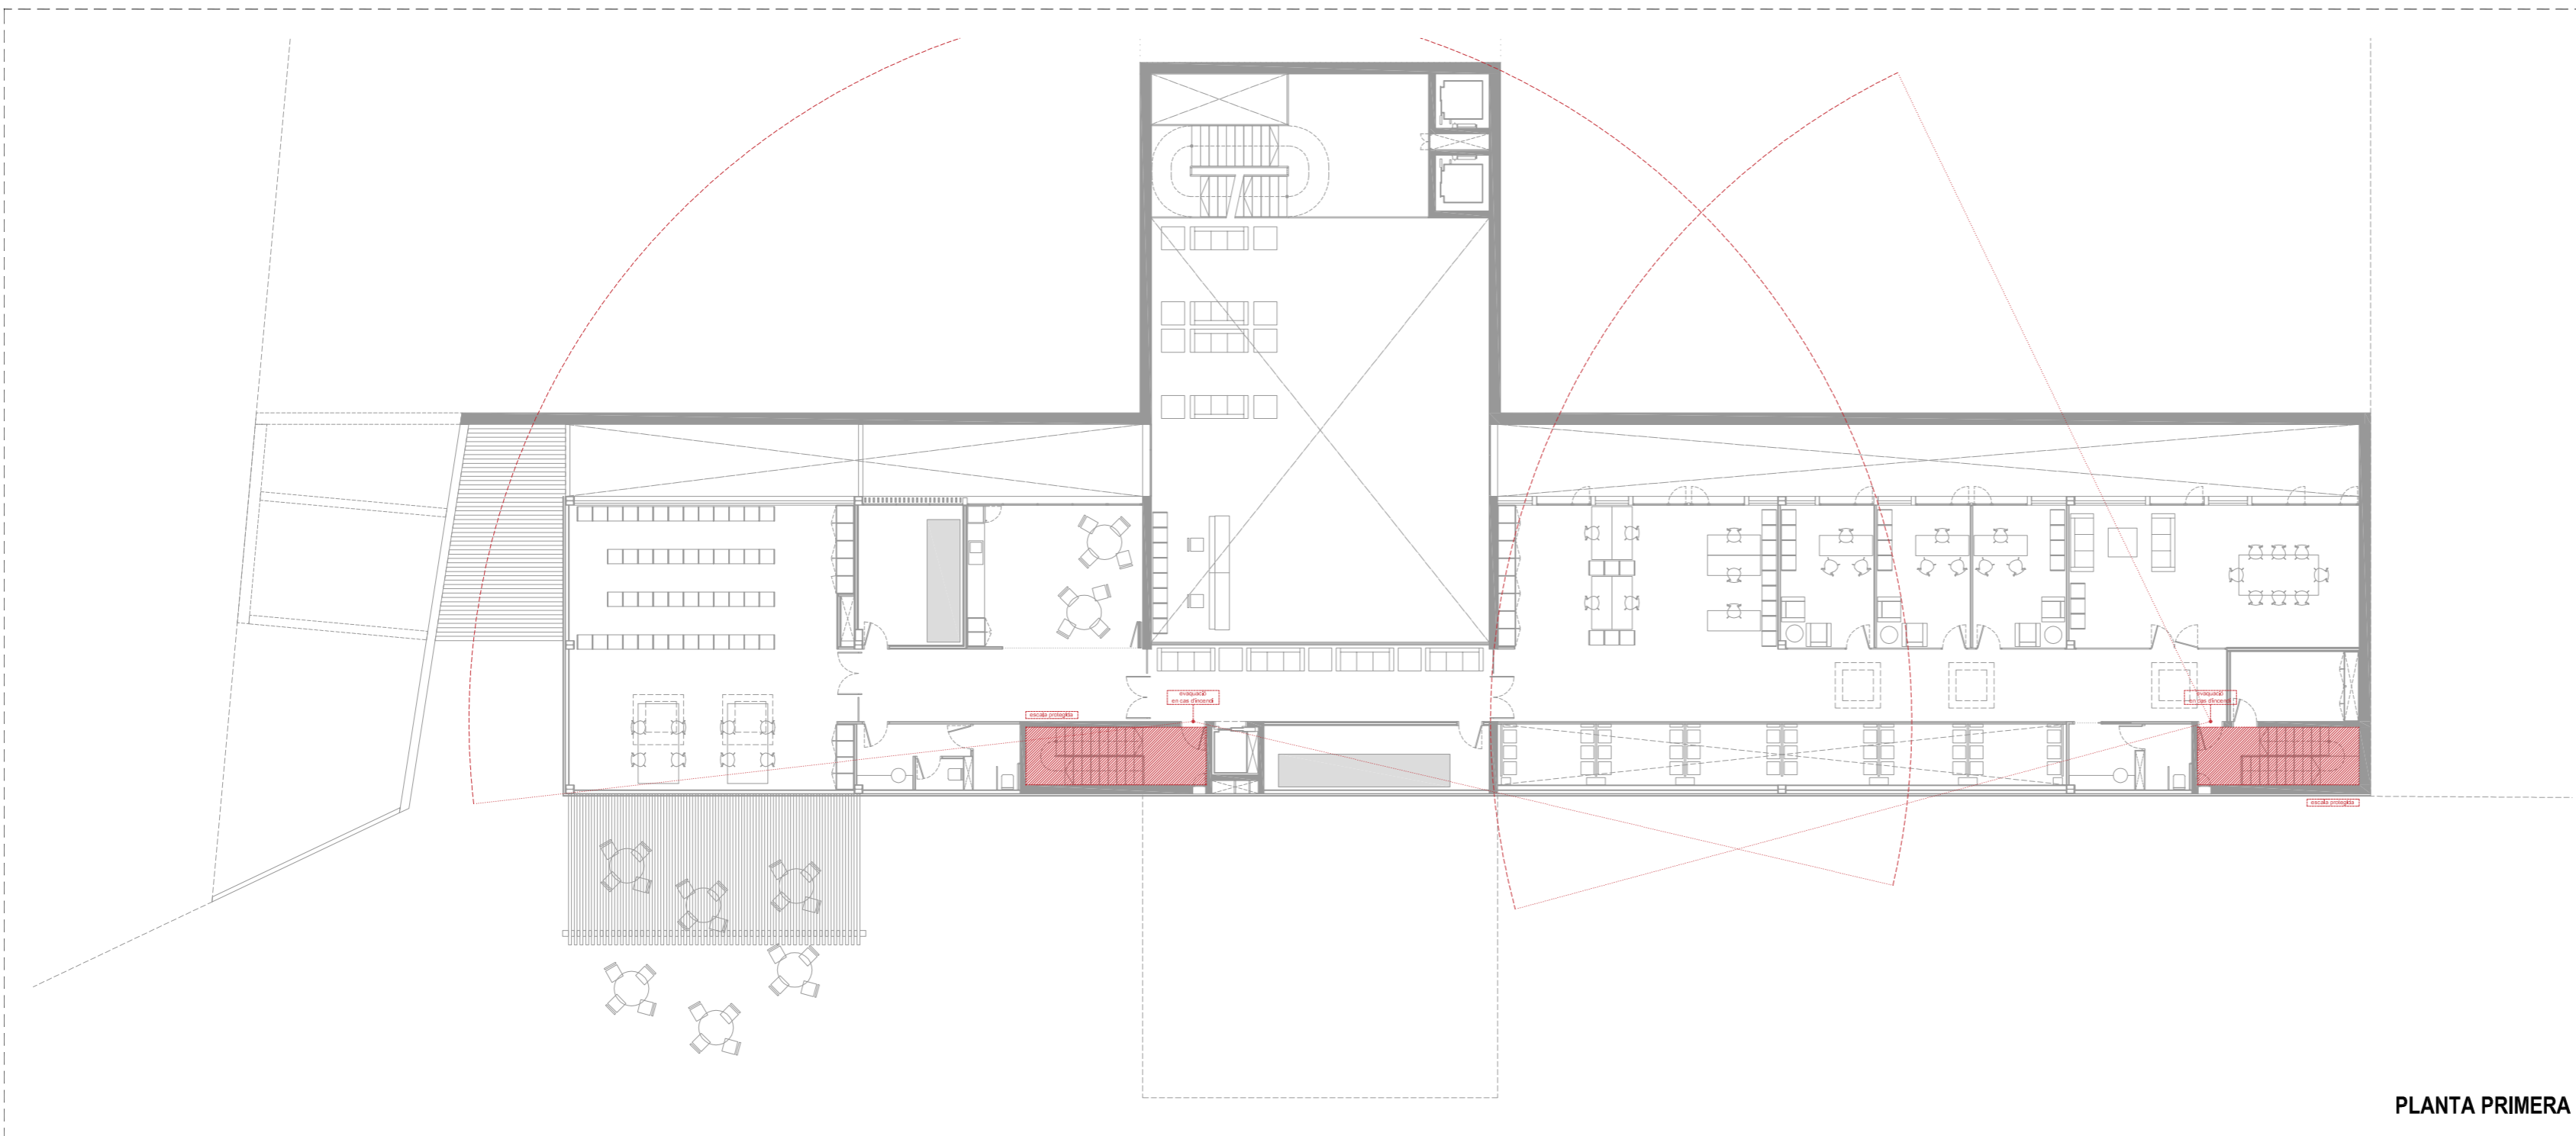 evaquació
en cas d'incendi
escala protegida
evaquació
en cas d'incendi
escala protegida
PLANTA PRIMERA